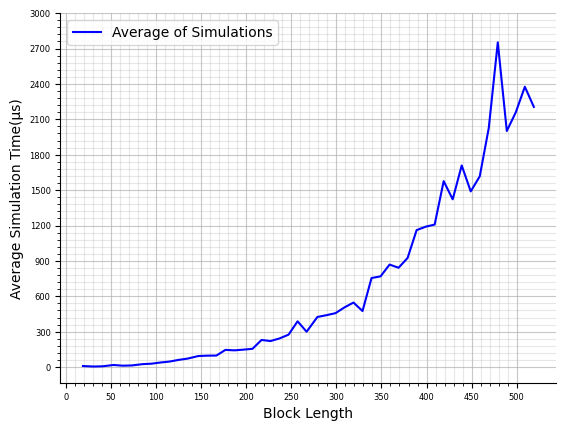 Average of Simulations
Average Simulation Time(µs)
3000
2700
2400
2100
1800
1500
1200
900
600
300
0
0 50 100 150 200 250 300 350 400 450 500
Block Length